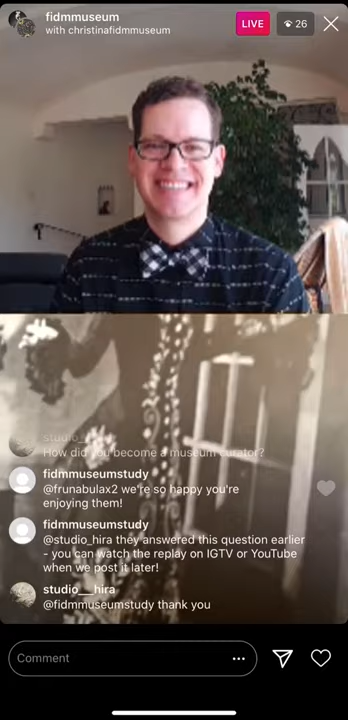 fidmmuseum
with christinafidmmuseum
LIVE
26
studio_
How did you become a museum curator?
fidmmuseumstudy
@frunabulax2 we're so happy you're
enjoying them!
fidmmuseumstudy
@studio_hira they answered this question earlier
- you can watch the replay on IGTV or YouTube
when we post it later!
studio__hira
@fidmmuseumstudy thank you
Comment